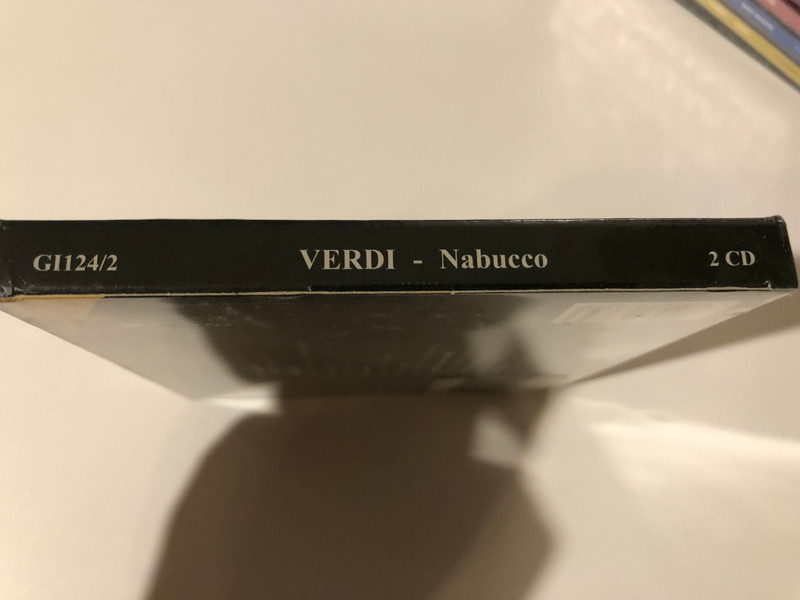 GI124/2 VERDI - Nabucco 2 CD